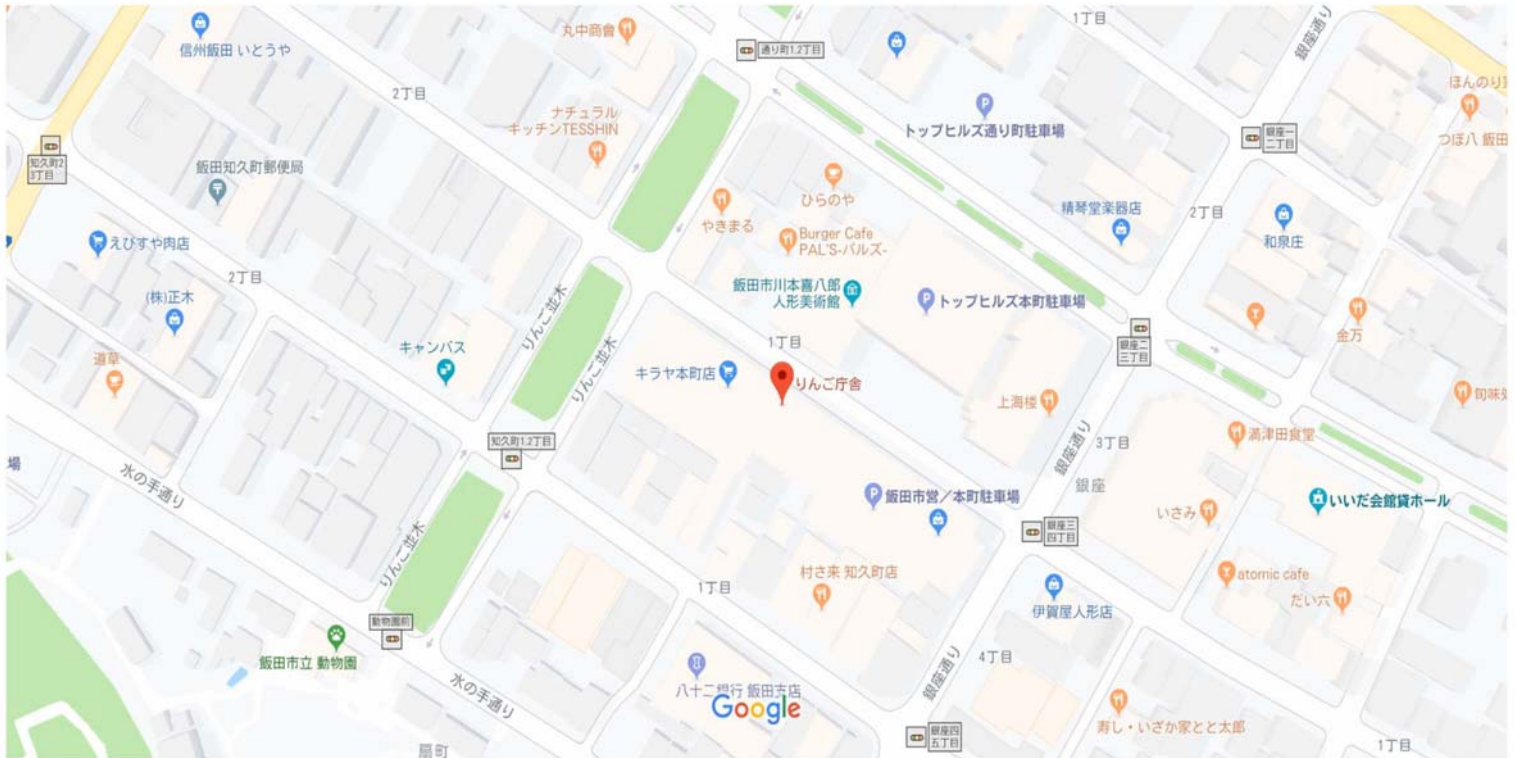 丸中商會
通り町1.2丁目
1丁目
銀座通り
信州飯田 いとうや
2丁目
ナチュラル
キッチンTESSHIN
トップヒルズ通り町駐車場
銀座一
二丁目
つぼ八 飯田
知久町2
3丁目
飯田知久町郵便局
ひらのや
やきまる
精琴堂楽器店
2丁目
和泉庄
えびすや肉店
Burger Cafe
PAL'S-パルズ-
2丁目
飯田市川本喜八郎
人形美術館
トップヒルズ本町駐車場
(株)正木
りんご並木
1丁目
銀座二
三丁目
金万
道草
キャンパス
りんご並木
キラヤ本町店
りんご庁舎
上海楼
旬味処
場
知久町1.2丁目
銀座通り
3丁目
満津田食堂
水の手通り
銀座
飯田市営／本町駐車場
いいだ会館貸ホール
いさみ
りんご並木
銀座三
四丁目
村さ来 知久町店
atomic cafe
1丁目
伊賀屋人形店
だい六
動物園前
飯田市立 動物園
銀座通り
4丁目
水の手通り
八十二銀行 飯田支店
Google
寿し・いざか家とと太郎
扇町
銀座四
五丁目
1丁目